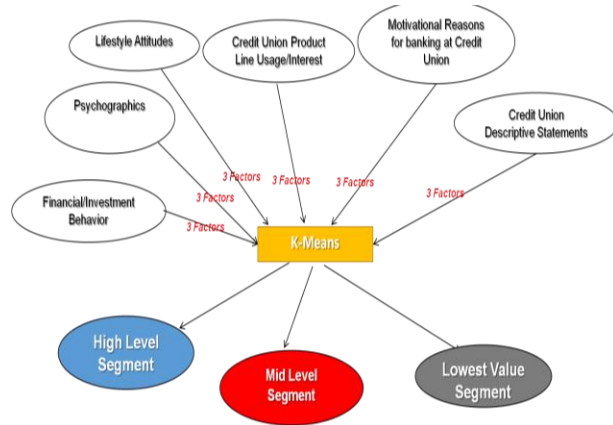 Lifestyle Attitudes
Credit Union Product
Line Usage/Interest
Motivational Reasons
for banking at Credit
Union
Psychographics
Credit Union
Descriptive Statements
Financial/Investment
Behavior
3 Factors
3 Factors
3 Factors
3 Factors
3 Factors
3 Factors
K-Means
High Level
Segment
Mid Level
Segment
Lowest Value
Segment